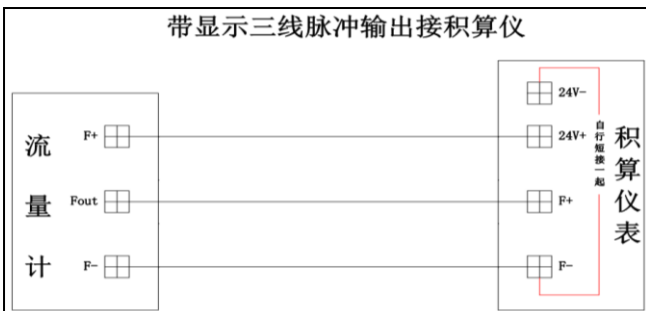 带显示三线脉冲输出接积算仪
流量计
F+
Fout
F-
24V-
24V+
F+
F-
自行短接一起
积算仪表